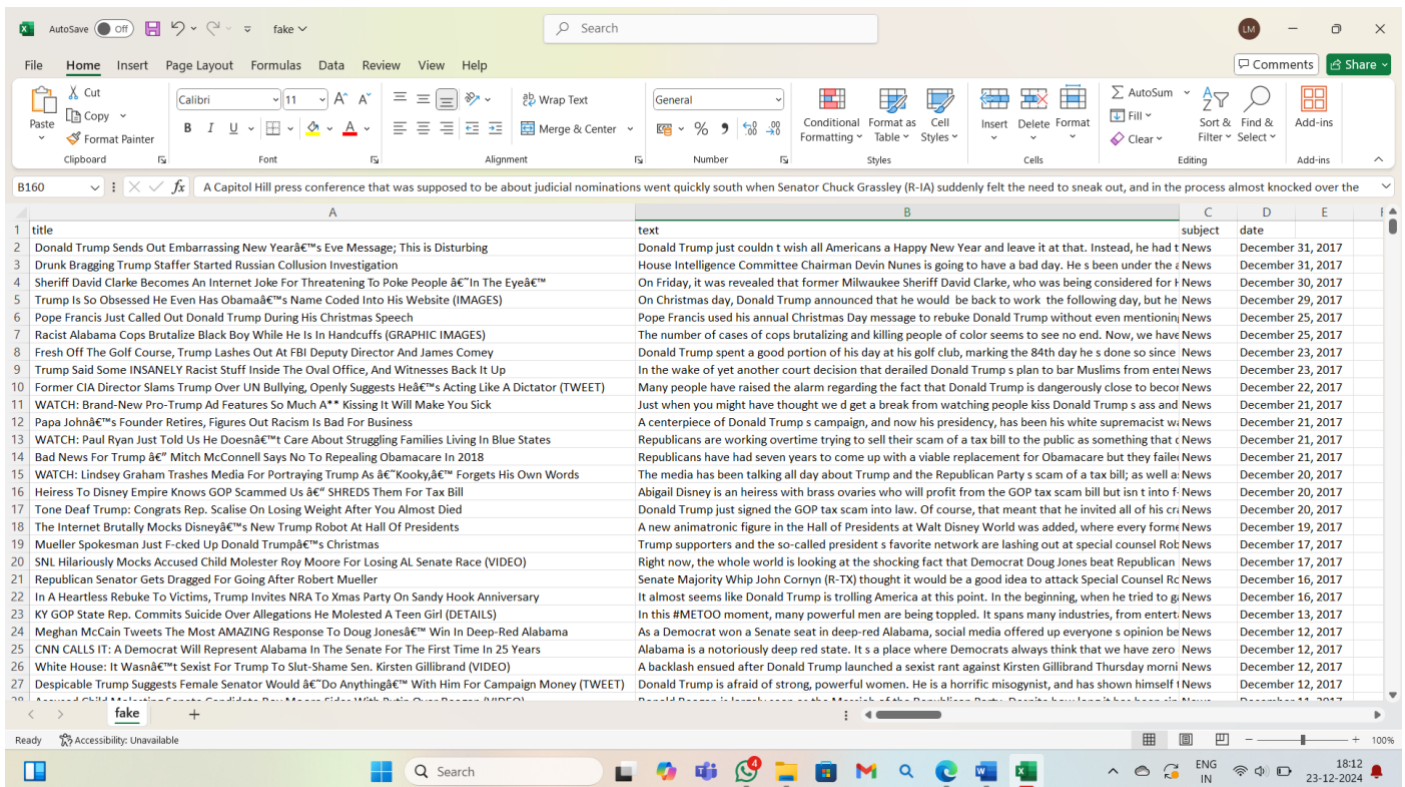 AutoSave Off fake Search LM
File Home Insert Page Layout Formulas Data Review View Help Comments Share
Paste Cut Copy Format Painter Clipboard
Calibri 11 B I U Font
Wrap Text Merge & Center Alignment
General % Number
Conditional Formatting Format as Table Cell Styles Styles
Insert Delete Format Cells
AutoSum Fill Clear Sort & Filter Find & Select Editing
Add-ins Add-ins
B160 fx A Capitol Hill press conference that was supposed to be about judicial nominations went quickly south when Senator Chuck Grassley (R-IA) suddenly felt the need to sneak out, and in the process almost knocked over the
A B C D E
1 title text subject date
2 Donald Trump Sends Out Embarrassing New Yearâ€™s Eve Message; This is Disturbing Donald Trump just couldn t wish all Americans a Happy New Year and leave it at that. Instead, he had t News December 31, 2017
3 Drunk Bragging Trump Staffer Started Russian Collusion Investigation House Intelligence Committee Chairman Devin Nunes is going to have a bad day. He s been under the News December 31, 2017
4 Sheriff David Clarke Becomes An Internet Joke For Threatening To Poke People â€˜In The Eyeâ€™ On Friday, it was revealed that former Milwaukee Sheriff David Clarke, who was being considered for News December 30, 2017
5 Trump Is So Obsessed He Even Has Obamaâ€™s Name Coded Into His Website (IMAGES) On Christmas day, Donald Trump announced that he would be back to work the following day, but he News December 29, 2017
6 Pope Francis Just Called Out Donald Trump During His Christmas Speech Pope Francis used his annual Christmas Day message to rebuke Donald Trump without even mentioning News December 25, 2017
7 Racist Alabama Cops Brutalize Black Boy While He Is In Handcuffs (GRAPHIC IMAGES) The number of cases of cops brutalizing and killing people of color seems to see no end. Now, we have News December 25, 2017
8 Fresh Off The Golf Course, Trump Lashes Out At FBI Deputy Director And James Comey Donald Trump spent a good portion of his day at his golf club, marking the 84th day he s done so since News December 23, 2017
9 Trump Said Some INSANELY Racist Stuff Inside The Oval Office, And Witnesses Back It Up In the wake of yet another court decision that derailed Donald Trump s plan to bar Muslims from News December 23, 2017
10 Former CIA Director Slams Trump Over UN Bullying, Openly Suggests Heâ€™s Acting Like A Dictator (TWEET) Many people have raised the alarm regarding the fact that Donald Trump is dangerously close to News December 22, 2017
11 WATCH: Brand-New Pro-Trump Ad Features So Much A** Kissing It Will Make You Sick Just when you might have thought we d get a break from watching people kiss Donald Trump s ass and News December 21, 2017
12 Papa Johnâ€™s Founder Retires, Figures Out Racism Is Bad For Business A centerpiece of Donald Trump s campaign, and now his presidency, has been his white supremacist News December 21, 2017
13 WATCH: Paul Ryan Just Told Us He Doesnâ€™t Care About Struggling Families Living In Blue States Republicans are working overtime trying to sell their scam of a tax bill to the public as something that News December 21, 2017
14 Bad News For Trump â€” Mitch McConnell Says No To Repealing Obamacare In 2018 Republicans have had seven years to come up with a viable replacement for Obamacare but they News December 21, 2017
15 WATCH: Lindsey Graham Trashes Media For Portraying Trump As â€˜Kooky,â€™ Forgets His Own Words The media has been talking all day about Trump and the Republican Party s scam of a tax bill; as well News December 20, 2017
16 Heiress To Disney Empire Knows GOP Scammed Us â€“ SHREDS Them For Tax Bill Abigail Disney is an heiress with brass ovaries who will profit from the GOP tax scam bill but isn t into News December 20, 2017
17 Tone Deaf Trump: Congrats Rep. Scalise On Losing Weight After You Almost Died Donald Trump just signed the GOP tax scam into law. Of course, that meant that he invited all of his News December 20, 2017
18 The Internet Brutally Mocks Disneyâ€™s New Trump Robot At Hall Of Presidents A new animatronic figure in the Hall of Presidents at Walt Disney World was added, where every News December 19, 2017
19 Mueller Spokesman Just F-cked Up Donald Trumpâ€™s Christmas Trump supporters and the so-called president s favorite network are lashing out at special counsel News December 17, 2017
20 SNL Hilariously Mocks Accused Child Molester Roy Moore For Losing AL Senate Race (VIDEO) Right now, the whole world is looking at the shocking fact that Democrat Doug Jones beat Republican News December 17, 2017
21 Republican Senator Gets Dragged For Going After Robert Mueller Senate Majority Whip John Cornyn (R-TX) thought it would be a good idea to attack Special Counsel News December 16, 2017
22 In A Heartless Rebuke To Victims, Trump Invites NRA To Xmas Party On Sandy Hook Anniversary It almost seems like Donald Trump is trolling America at this point. In the beginning, when he tried to News December 16, 2017
23 KY GOP State Rep. Commits Suicide Over Allegations He Molested A Teen Girl (DETAILS) In this #METOO moment, many powerful men are being toppled. It spans many industries, from News December 13, 2017
24 Meghan McCain Tweets The Most AMAZING Response To Doug Jonesâ€™ Win In Deep-Red Alabama As a Democrat won a Senate seat in deep-red Alabama, social media offered up everyone s opinion News December 12, 2017
25 CNN CALLS IT: A Democrat Will Represent Alabama In The Senate For The First Time In 25 Years Alabama is a notoriously deep red state. It s a place where Democrats always think that we have zero News December 12, 2017
26 White House: It Wasnâ€™t Sexist For Trump To Slut-Shame Sen. Kirsten Gillibrand (VIDEO) A backlash ensued after Donald Trump launched a sexist rant against Kirsten Gillibrand Thursday News December 12, 2017
27 Despicable Trump Suggests Female Senator Would â€˜Do Anythingâ€™ With Him For Campaign Money (TWEET) Donald Trump is afraid of strong, powerful women. He is a horrific misogynist, and has shown himself News December 12, 2017
fake
Ready Accessibility: Unavailable 100%
Search 4 ENG IN 18:12 23-12-2024